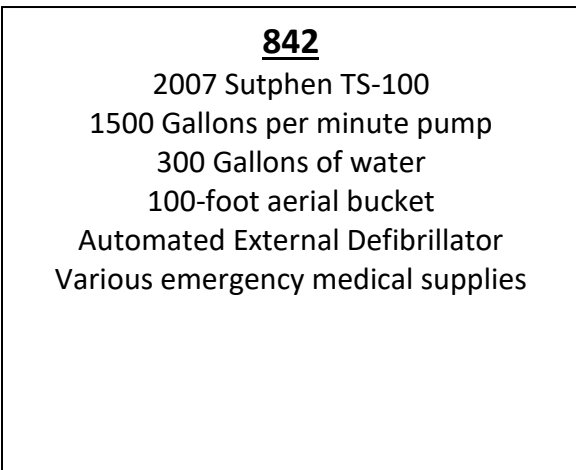 842
2007 Sutphen TS-100
1500 Gallons per minute pump
300 Gallons of water
100-foot aerial bucket
Automated External Defibrillator
Various emergency medical supplies